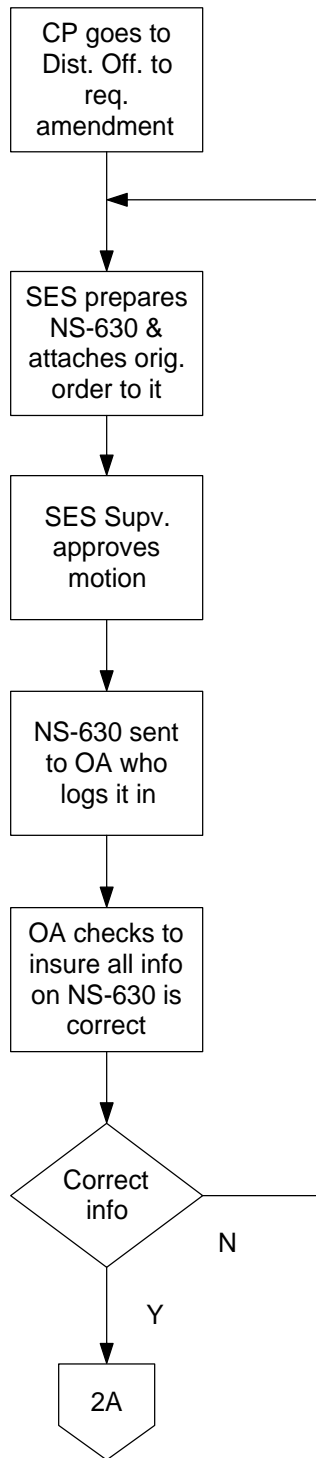 CP goes to
Dist. Off. to
req.
amendment
SES prepares
NS-630 &
attaches orig.
order to it
SES Supv.
approves
motion
NS-630 sent
to OA who
logs it in
OA checks to
insure all info
on NS-630 is
correct
Correct
info
N
Y
2A